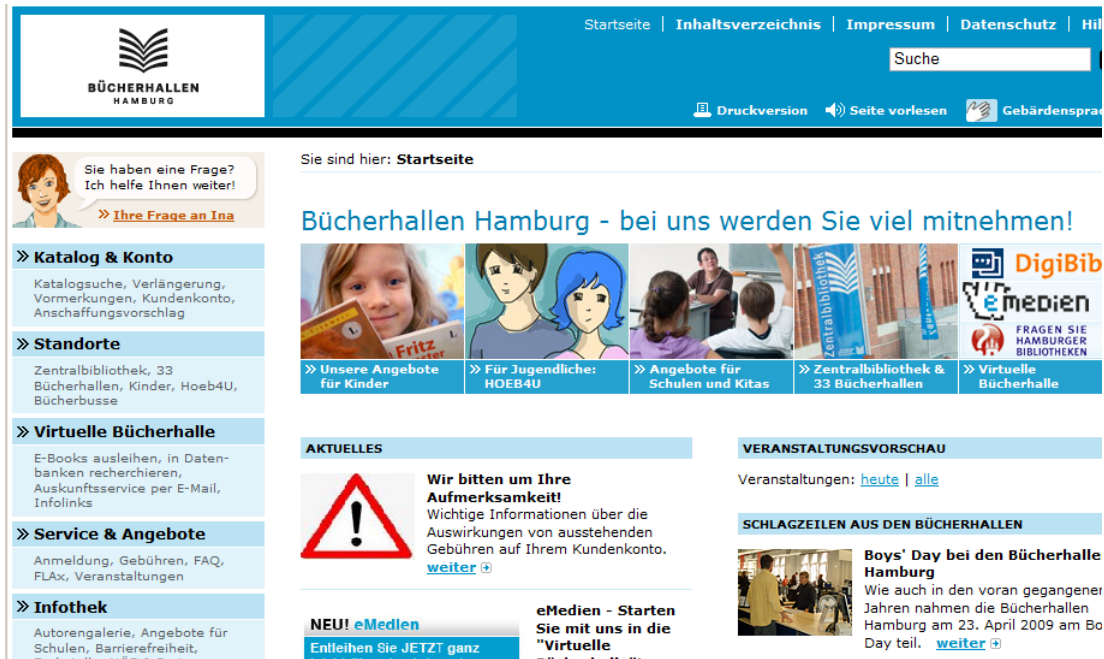 BÜCHERHALLEN
HAMBURG
Startseite | Inhaltsverzeichnis | Impressum | Datenschutz |
Suche
Druckversion Seite vorlesen
Sie haben eine Frage?
Ich helfe Ihnen weiter!
» Ihre Frage an Ina
» Katalog & Konto
Katalogsuche, Verlängerung,
Vormerkungen, Kundenkonto,
Anschaffungsvorschlag
» Standorte
Zentralbibliothek, 33
Bücherhallen, Kinder, Hoeb4U,
Bücherbusse
» Virtuelle Bücherhalle
E-Books ausleihen, in Daten-
banken recherchieren,
Auskunftsservice per E-Mail,
Infolinks
» Service & Angebote
Anmeldung, Gebühren, FAQ,
FLAx, Veranstaltungen
» Infothek
Autorengalerie, Angebote für
Schulen, Barrierefreiheit,
Sie sind hier: Startseite
Bücherhallen Hamburg - bei uns werden Sie viel mitnehmen!
Fritz
Zentralbibliothek
DigiBib
emedien
FRAGEN SIE
HAMBURGER
BIBLIOTHEKEN
» Unsere Angebote
für Kinder
» Für Jugendliche:
HOEB4U
» Angebote für
Schulen und Kitas
» Zentralbibliothek &
33 Bücherhallen
» Virtuelle
Bücherhalle
AKTUELLES
Wir bitten um Ihre
Aufmerksamkeit!
Wichtige Informationen über die
Auswirkungen von ausstehenden
Gebühren auf Ihrem Kundenkonto.
weiter
NEU! eMedien
Entleihen Sie JETZT ganz
eMedien - Starten
Sie mit uns in die
"Virtuelle
VERANSTALTUNGSVORSCHAU
Veranstaltungen: heute | alle
SCHLAGZEILEN AUS DEN BÜCHERHALLEN
Boys' Day bei den Bücherhalle
Hamburg
Wie auch in den voran gegangenen
Jahren nahmen die Bücherhallen
Hamburg am 23. April 2009 am Bo
Day teil. weiter